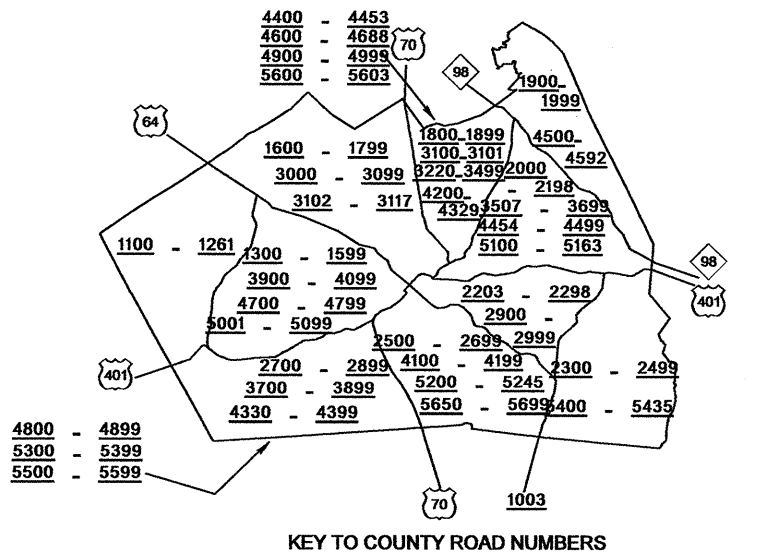 4400 - 4453
4600 - 4688
4900 - 4999
5600 - 5603
70
98
1900-
1999
64
1600 - 1799
3000 - 3099
3102 - 3117
1800-1899
3100-3101
3220-3499
4200-
4329
4500-
4592
2000
- 2198
3507 - 3699
4454 - 4499
5100 - 5163
1100 - 1261
1300 - 1599
3900 - 4099
4700 - 4799
5001 - 5099
98
401
2203 - 2298
2900 -
2999
2500 - 2699
4100 - 4199
5200 - 5245
5650 - 5699
2300 - 2499
5400 - 5435
401
2700 - 2899
3700 - 3899
4330 - 4399
4800 - 4899
5300 - 5399
5500 - 5599
70
1003
KEY TO COUNTY ROAD NUMBERS